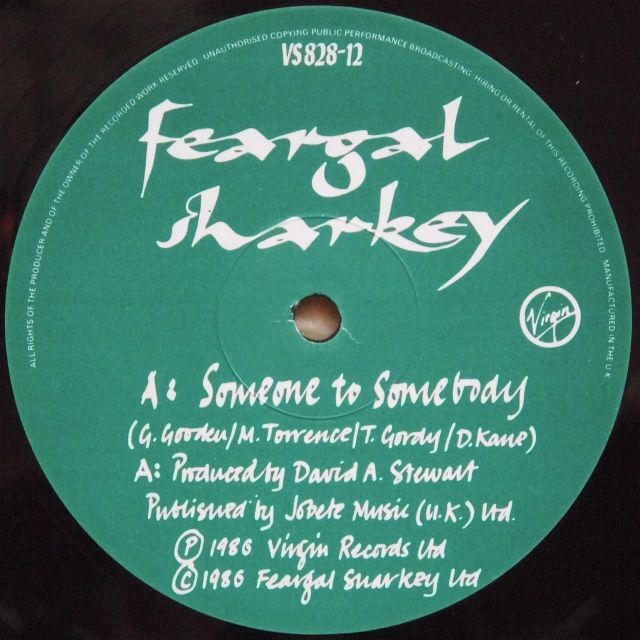 ALL RIGHTS OF THE PRODUCER AND OF THE OWNER OF THE RECORDED WORK RESERVED. UNAUTHORISED COPYING PUBLIC PERFORMANCE BROADCASTING. HIRING OR RENTAL OF THIS RECORDING PROHIBITED. MANUFACTURED IN THE U.K
VS828-12
feargal
sharkey
Virgin
A: Someone to Somebody
(G. Gooden/M. Torrence/T. Gordy/D. Kane)
A: Produced by David A. Stewart
Published by Jobete Music (U.K.) Ltd.
Ⓟ 1986 Virgin Records Ltd
© 1986 Feargal Sharkey Ltd